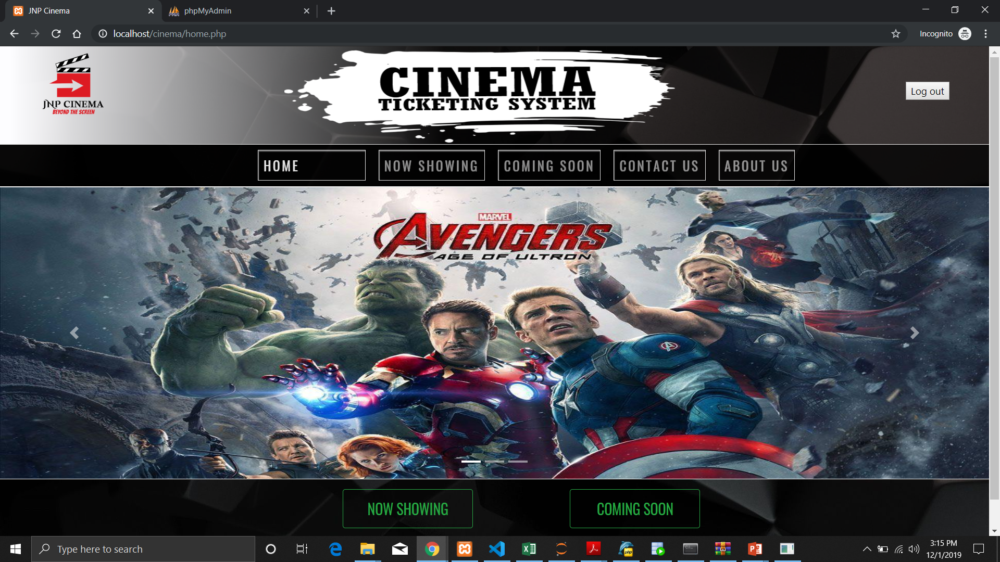 JNP Cinema
phpMyAdmin
localhost/cinema/home.php
Incognito
JNP CINEMA
BEYOND THE SCREEN
CINEMA
TICKETING SYSTEM
Log out
HOME
NOW SHOWING
COMING SOON
CONTACT US
ABOUT US
MARVEL
AVENGERS
AGE OF ULTRON
NOW SHOWING
COMING SOON
Type here to search
3:15 PM
12/1/2019